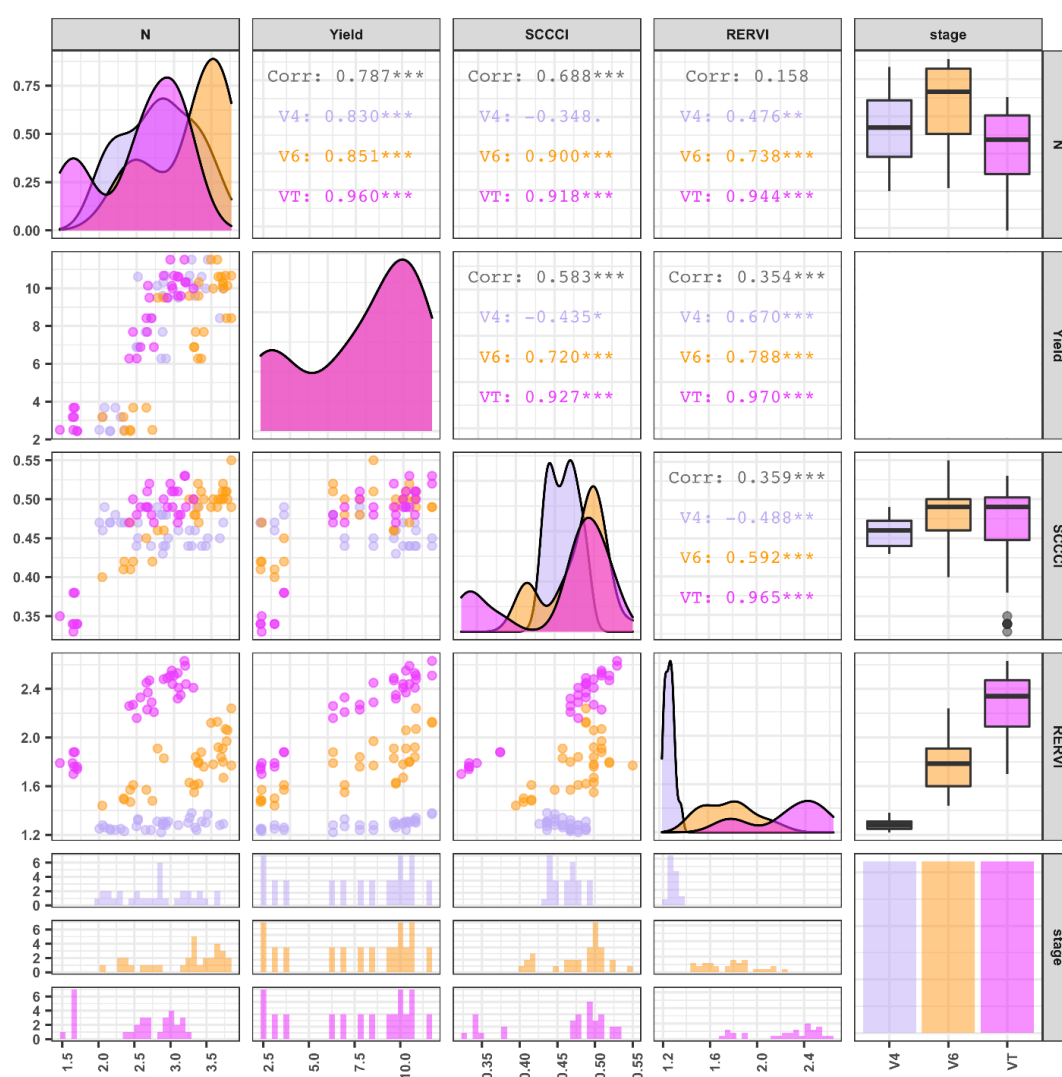 N Yield SCCCI RERVI stage
0.75
0.50
0.25
0.00
Corr: 0.787***
V4: 0.830***
V6: 0.851***
VT: 0.960***
Corr: 0.688***
V4: -0.348.
V6: 0.900***
VT: 0.918***
Corr: 0.158
V4: 0.476**
V6: 0.738***
VT: 0.944***
N
10
8
6
4
2
Corr: 0.583***
V4: -0.435*
V6: 0.720***
VT: 0.927***
Corr: 0.354***
V4: 0.670***
V6: 0.788***
VT: 0.970***
Yield
0.55
0.50
0.45
0.40
0.35
Corr: 0.359***
V4: -0.488**
V6: 0.592***
VT: 0.965***
SCCCI
2.4
2.0
1.6
1.2
RERVI
6
4
2
0
6
4
2
0
6
4
2
0
stage
1.5 2.0 2.5 3.0 3.5
2.5 5.0 7.5 10.0
0.35 0.40 0.45 0.50 0.55
1.2 1.6 2.0 2.4
V4 V6 VT